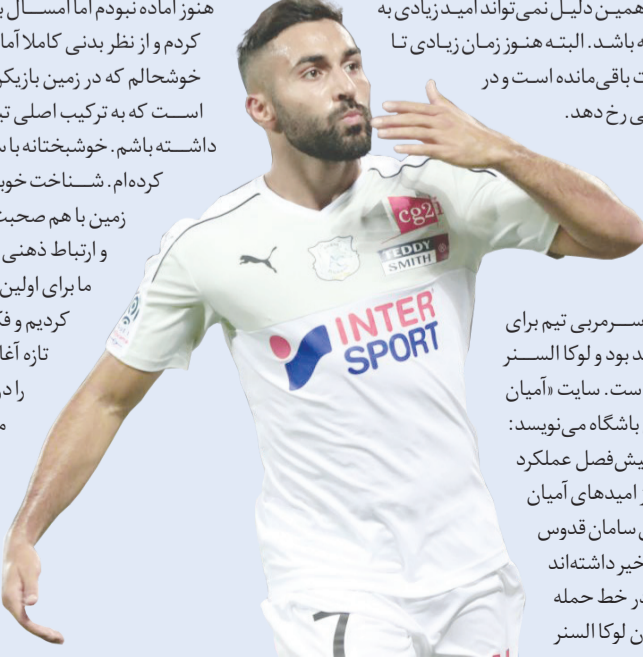 همین دلیل نمی‌تواند امید زیادی به
ه باشد. البته هنوز زمان زیادی تا
ت باقی‌مانده است و در
ی رخ دهد.
سرمربی تیم برای
د بود و لوکا السنر
ست. سایت «آمیان
باشگاه می‌نویسد:
یش‌فصل عملکرد
ز امیدهای آمیان
ی سامان قدوس
خیر داشته‌اند
در خط حمله
ن لوکا السنر
هنوز آماده نبودم اما امسال ب
کردم و از نظر بدنی کاملا آما
خوشحالم که در زمین بازیکن
است که به ترکیب اصلی تی
داشته باشم. خوشبختانه با س
کرده‌ام. شناخت خوب
زمین با هم صحبت
و ارتباط ذهنی
ما برای اولین
کردیم و فک
تازه آغا
را در
م
cg2i
TEDDY
SMITH
INTER
SPORT
7